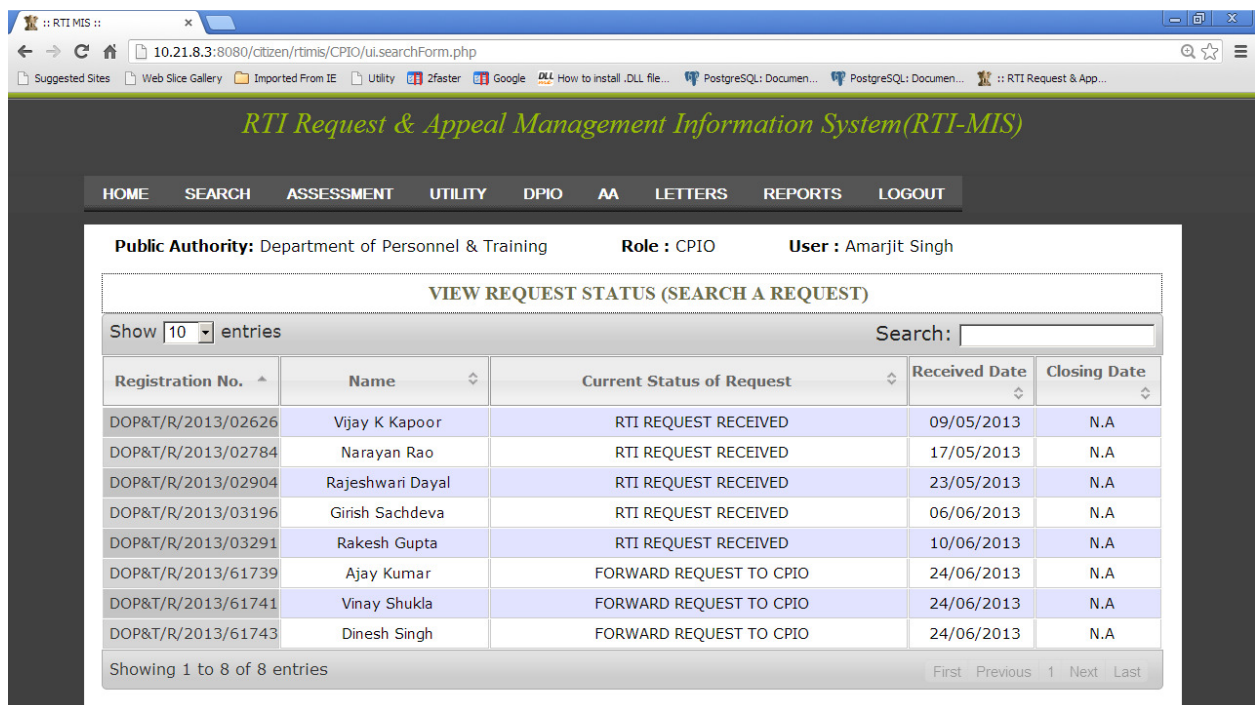 :: RTI MIS ::
10.21.8.3:8080/citizen/rtimis/CPIO/ui.searchForm.php
Suggested Sites Web Slice Gallery Imported From IE Utility 2faster Google DLL How to install .DLL file... PostgreSQL: Documen... PostgreSQL: Documen... :: RTI Request & App...
RTI Request & Appeal Management Information System(RTI-MIS)
HOME SEARCH ASSESSMENT UTILITY DPIO AA LETTERS REPORTS LOGOUT
Public Authority: Department of Personnel & Training Role : CPIO User : Amarjit Singh
VIEW REQUEST STATUS (SEARCH A REQUEST)
Show 10 entries Search:
Registration No. Name Current Status of Request Received Date Closing Date
DOP&T/R/2013/02626 Vijay K Kapoor RTI REQUEST RECEIVED 09/05/2013 N.A
DOP&T/R/2013/02784 Narayan Rao RTI REQUEST RECEIVED 17/05/2013 N.A
DOP&T/R/2013/02904 Rajeshwari Dayal RTI REQUEST RECEIVED 23/05/2013 N.A
DOP&T/R/2013/03196 Girish Sachdeva RTI REQUEST RECEIVED 06/06/2013 N.A
DOP&T/R/2013/03291 Rakesh Gupta RTI REQUEST RECEIVED 10/06/2013 N.A
DOP&T/R/2013/61739 Ajay Kumar FORWARD REQUEST TO CPIO 24/06/2013 N.A
DOP&T/R/2013/61741 Vinay Shukla FORWARD REQUEST TO CPIO 24/06/2013 N.A
DOP&T/R/2013/61743 Dinesh Singh FORWARD REQUEST TO CPIO 24/06/2013 N.A
Showing 1 to 8 of 8 entries First Previous 1 Next Last